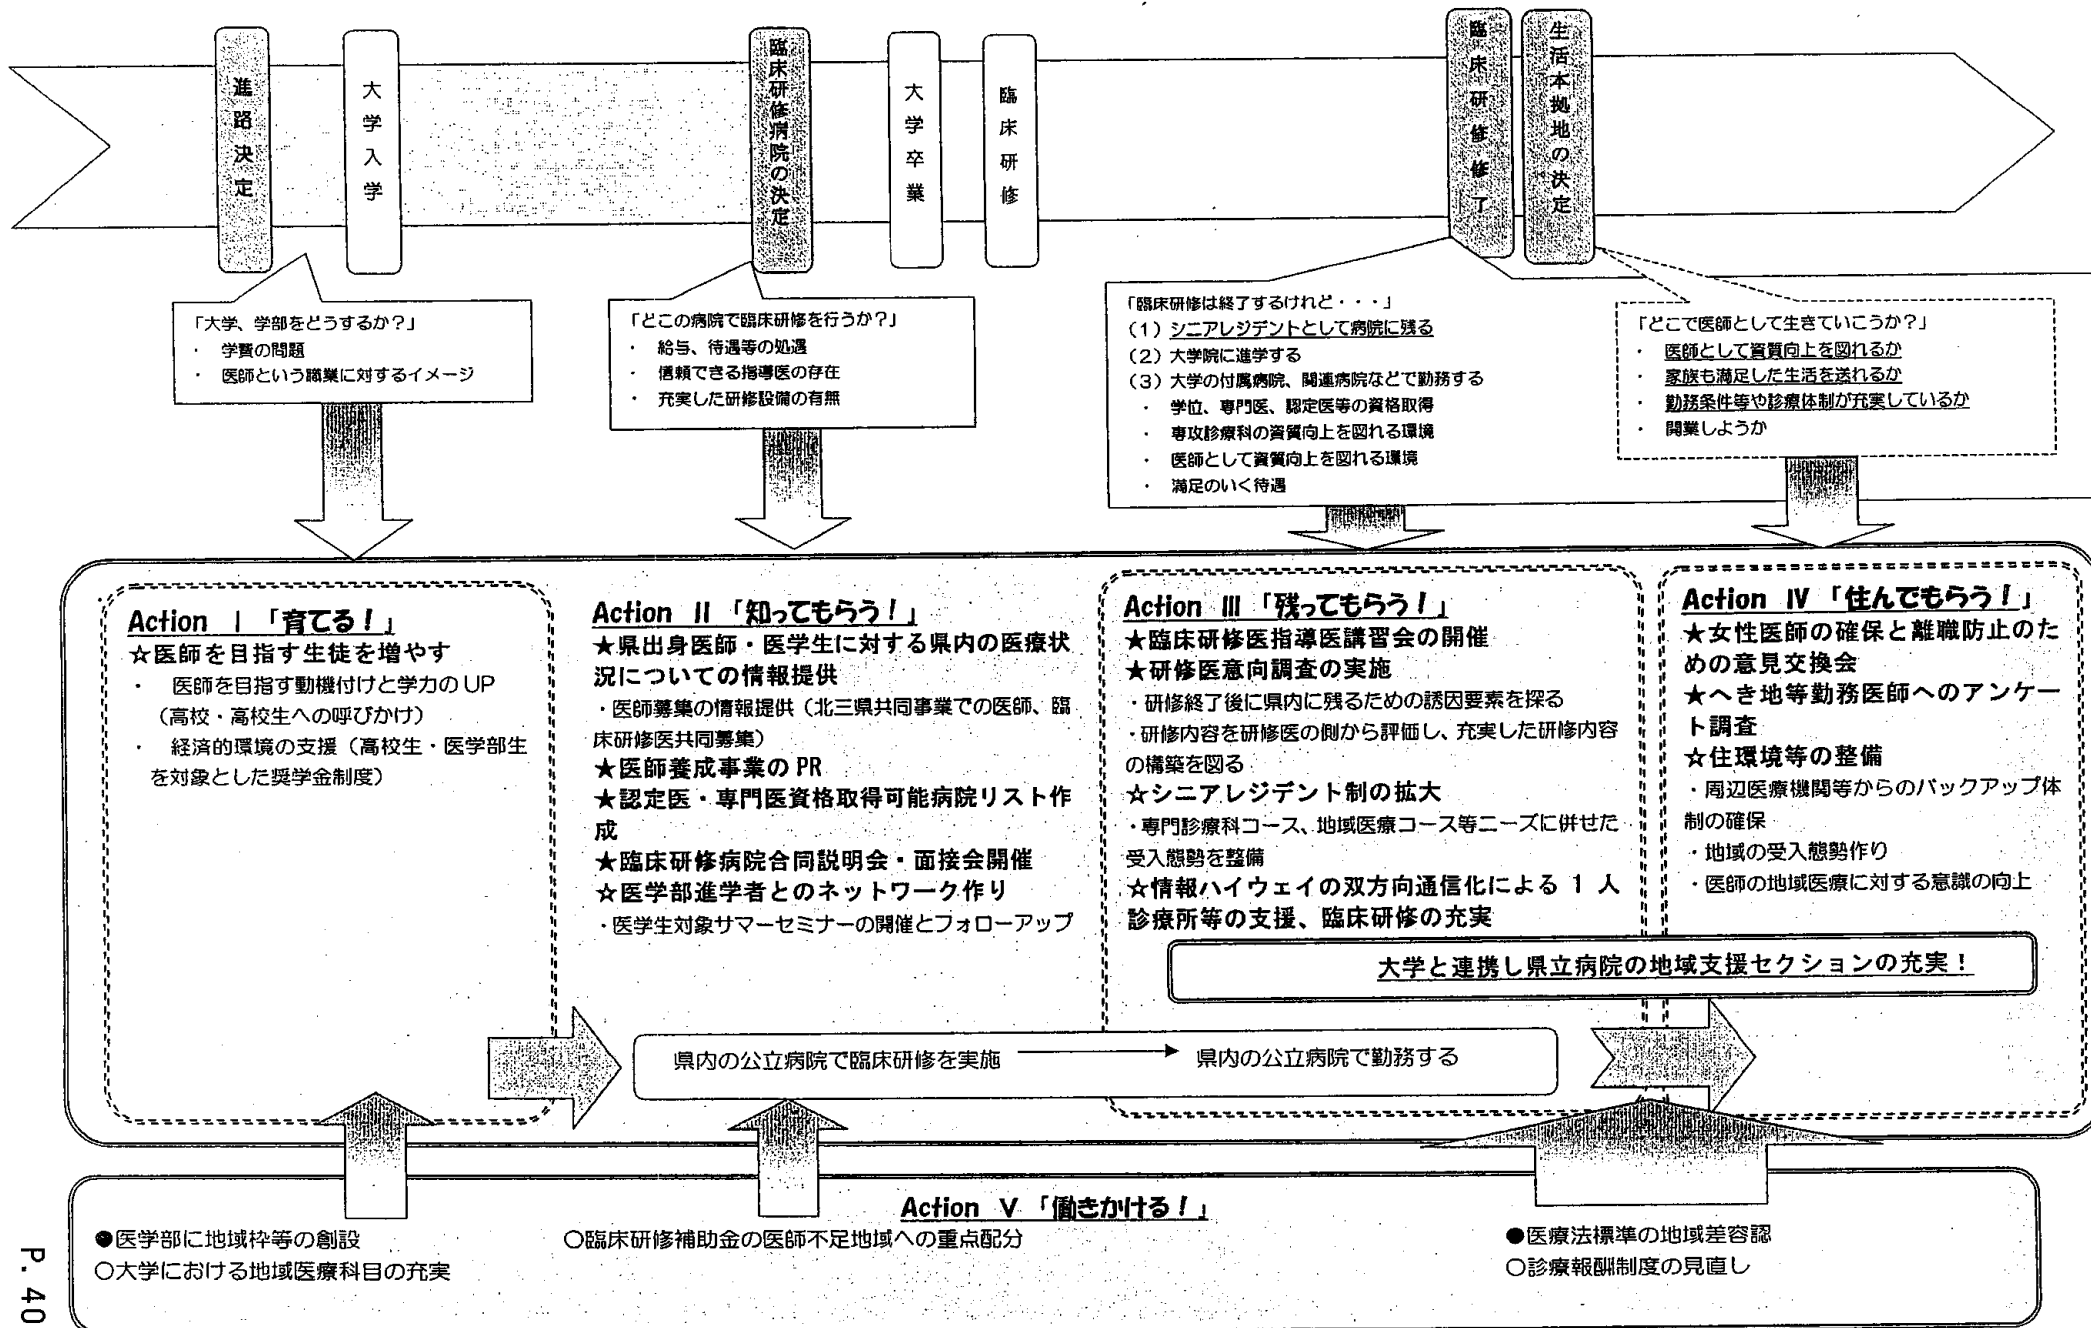 進路決定
大学入学
臨床研修病院の決定
大学卒業
臨床研修
臨床研修修了
生活本拠地の決定
「大学、学部をどうするか？」
・ 学費の問題
・ 医師という職業に対するイメージ
「どこの病院で臨床研修を行うか？」
・ 給与、待遇等の処遇
・ 信頼できる指導医の存在
・ 充実した研修設備の有無
「臨床研修は終了するけれど・・・」
（1）シニアレジデントとして病院に残る
（2）大学院に進学する
（3）大学の付属病院、関連病院などで勤務する
・ 学位、専門医、認定医等の資格取得
・ 専攻診療科の資質向上を図れる環境
・ 医師として資質向上を図れる環境
・ 満足のいく待遇
「どこで医師として生きていこうか？」
・ 医師として資質向上を図れるか
・ 家族も満足した生活を送れるか
・ 勤務条件等や診療体制が充実しているか
・ 開業しようか
Action Ⅰ「育てる！」
☆医師を目指す生徒を増やす
・ 医師を目指す動機付けと学力のUP
（高校・高校生への呼びかけ）
・ 経済的環境の支援（高校生・医学部生
を対象とした奨学金制度）
Action Ⅱ「知ってもらう！」
★県出身医師・医学生に対する県内の医療状
況についての情報提供
・医師募集の情報提供（北三県共同事業での医師、臨
床研修医共同募集）
★医師養成事業のPR
★認定医・専門医資格取得可能病院リスト作
成
★臨床研修病院合同説明会・面接会開催
☆医学部進学者とのネットワーク作り
・医学生対象サマーセミナーの開催とフォローアップ
Action Ⅲ「残ってもらう！」
★臨床研修医指導医講習会の開催
★研修医意向調査の実施
・研修終了後に県内に残るための誘因要素を探る
・研修内容を研修医の側から評価し、充実した研修内容
の構築を図る
☆シニアレジデント制の拡大
・専門診療科コース、地域医療コース等ニーズに併せた
受入態勢を整備
☆情報ハイウェイの双方向通信化による 1 人
診療所等の支援、臨床研修の充実
Action Ⅳ「住んでもらう！」
★女性医師の確保と離職防止のた
めの意見交換会
★へき地等勤務医師へのアンケー
ト調査
☆住環境等の整備
・周辺医療機関等からのバックアップ体
制の確保
・地域の受入態勢作り
・医師の地域医療に対する意識の向上
大学と連携し県立病院の地域支援セクションの充実！
県内の公立病院で臨床研修を実施 → 県内の公立病院で勤務する
Action Ⅴ「働きかける！」
●医学部に地域枠等の創設
○大学における地域医療科目の充実
○臨床研修補助金の医師不足地域への重点配分
●医療法標準の地域差容認
○診療報酬制度の見直し
P. 40